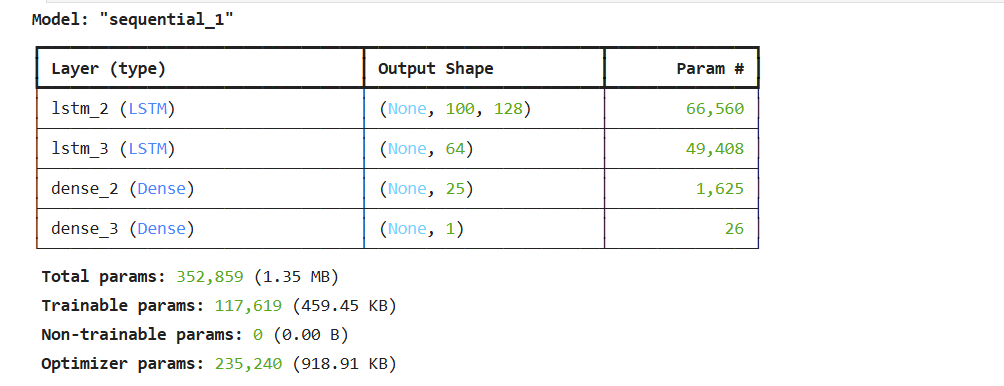 Model: "sequential_1"
Layer (type) Output Shape Param #
lstm_2 (LSTM) (None, 100, 128) 66,560
lstm_3 (LSTM) (None, 64) 49,408
dense_2 (Dense) (None, 25) 1,625
dense_3 (Dense) (None, 1) 26
Total params: 352,859 (1.35 MB)
Trainable params: 117,619 (459.45 KB)
Non-trainable params: 0 (0.00 B)
Optimizer params: 235,240 (918.91 KB)